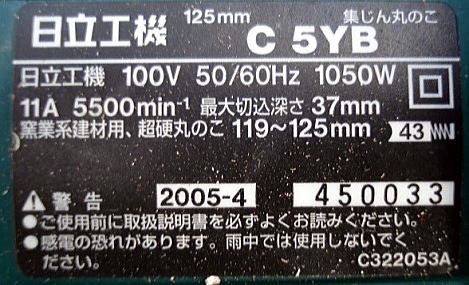 日立工機 125mm 集じん丸のこ
C 5YB
日立工機 100V 50/60Hz 1050W
11A 5500min⁻¹ 最大切込深さ 37mm
窯業系建材用、超硬丸のこ 119～125mm 43
警告 2005-4 450033
●ご使用前に取扱説明書を必ずよくお読みください。
●感電の恐れがあります。雨中では使用しないでく
ださい。 C322053A